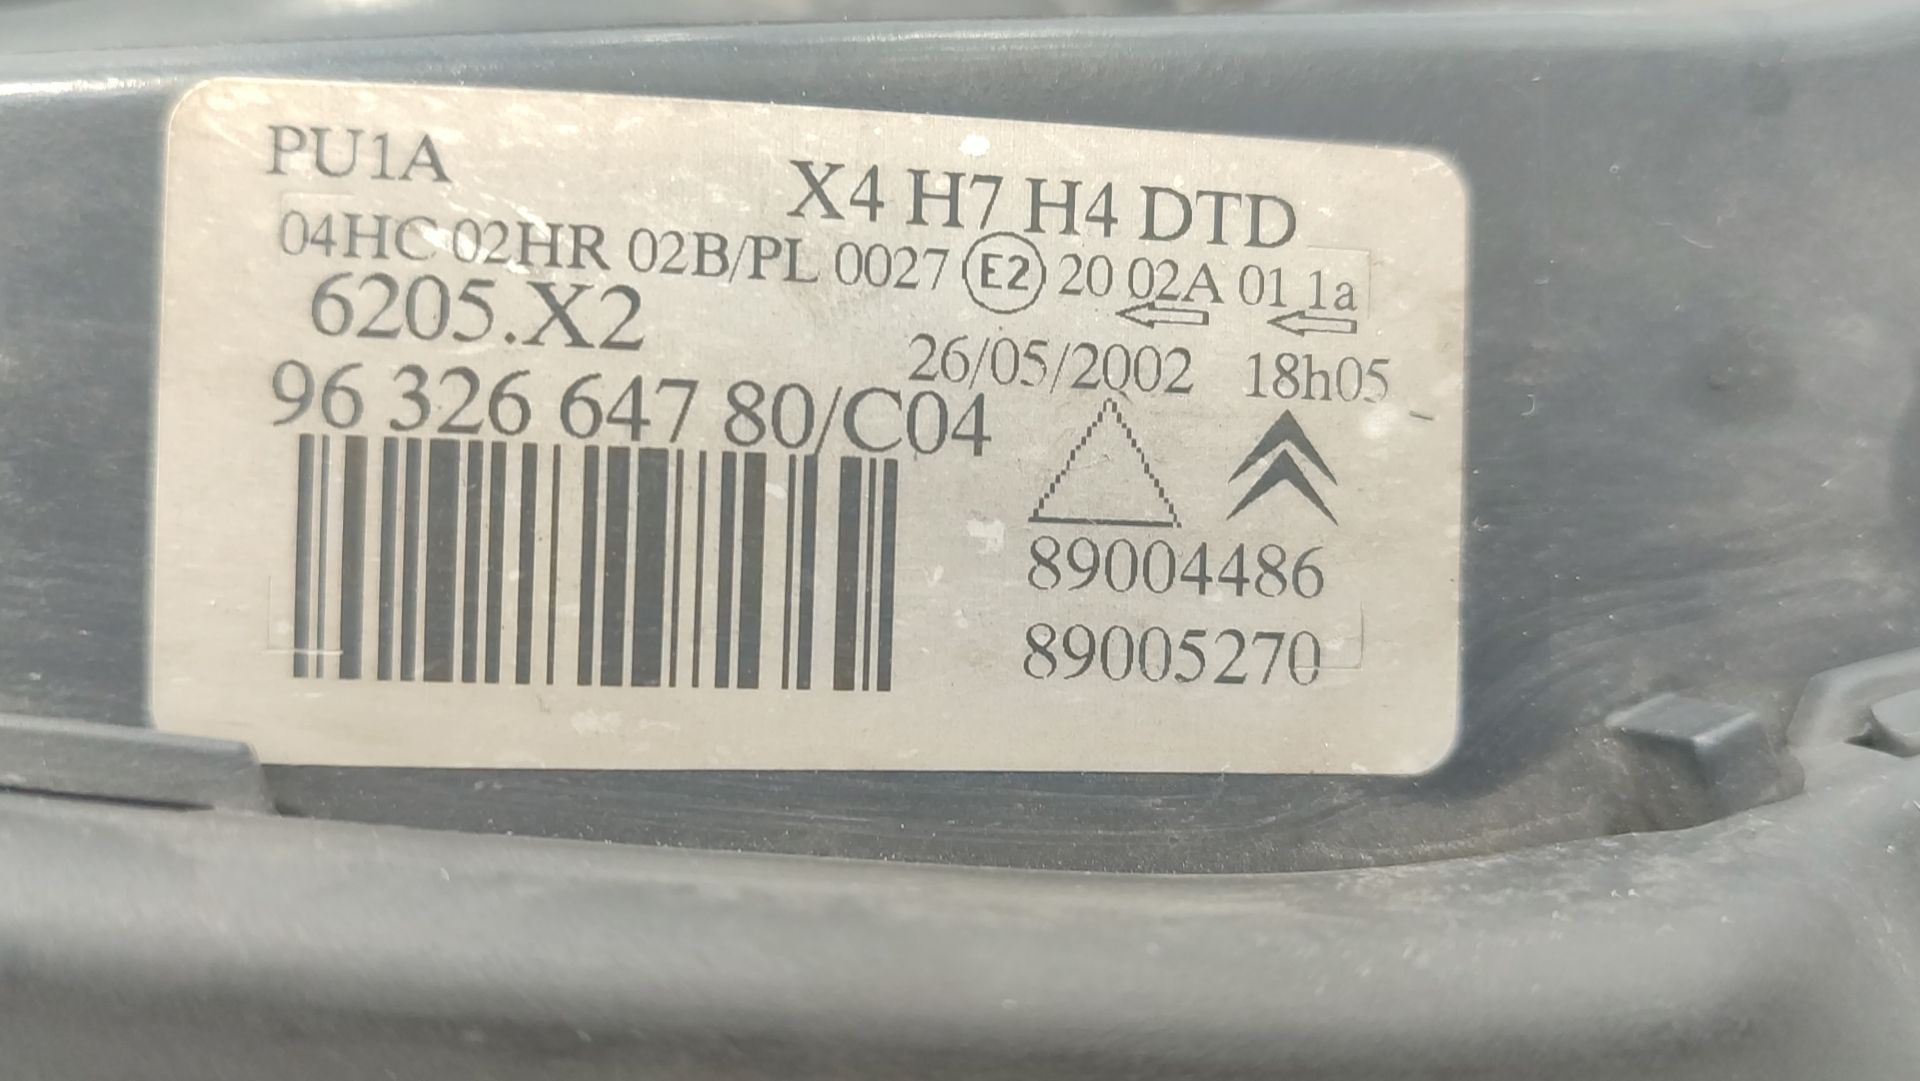 PU1A
X4 H7 H4 DTD
04HC 02HR 02B/PL 0027 E2 20 02A 01 1a
6205.X2
26/05/2002 18h05
96 326 647 80/C04
89004486
89005270